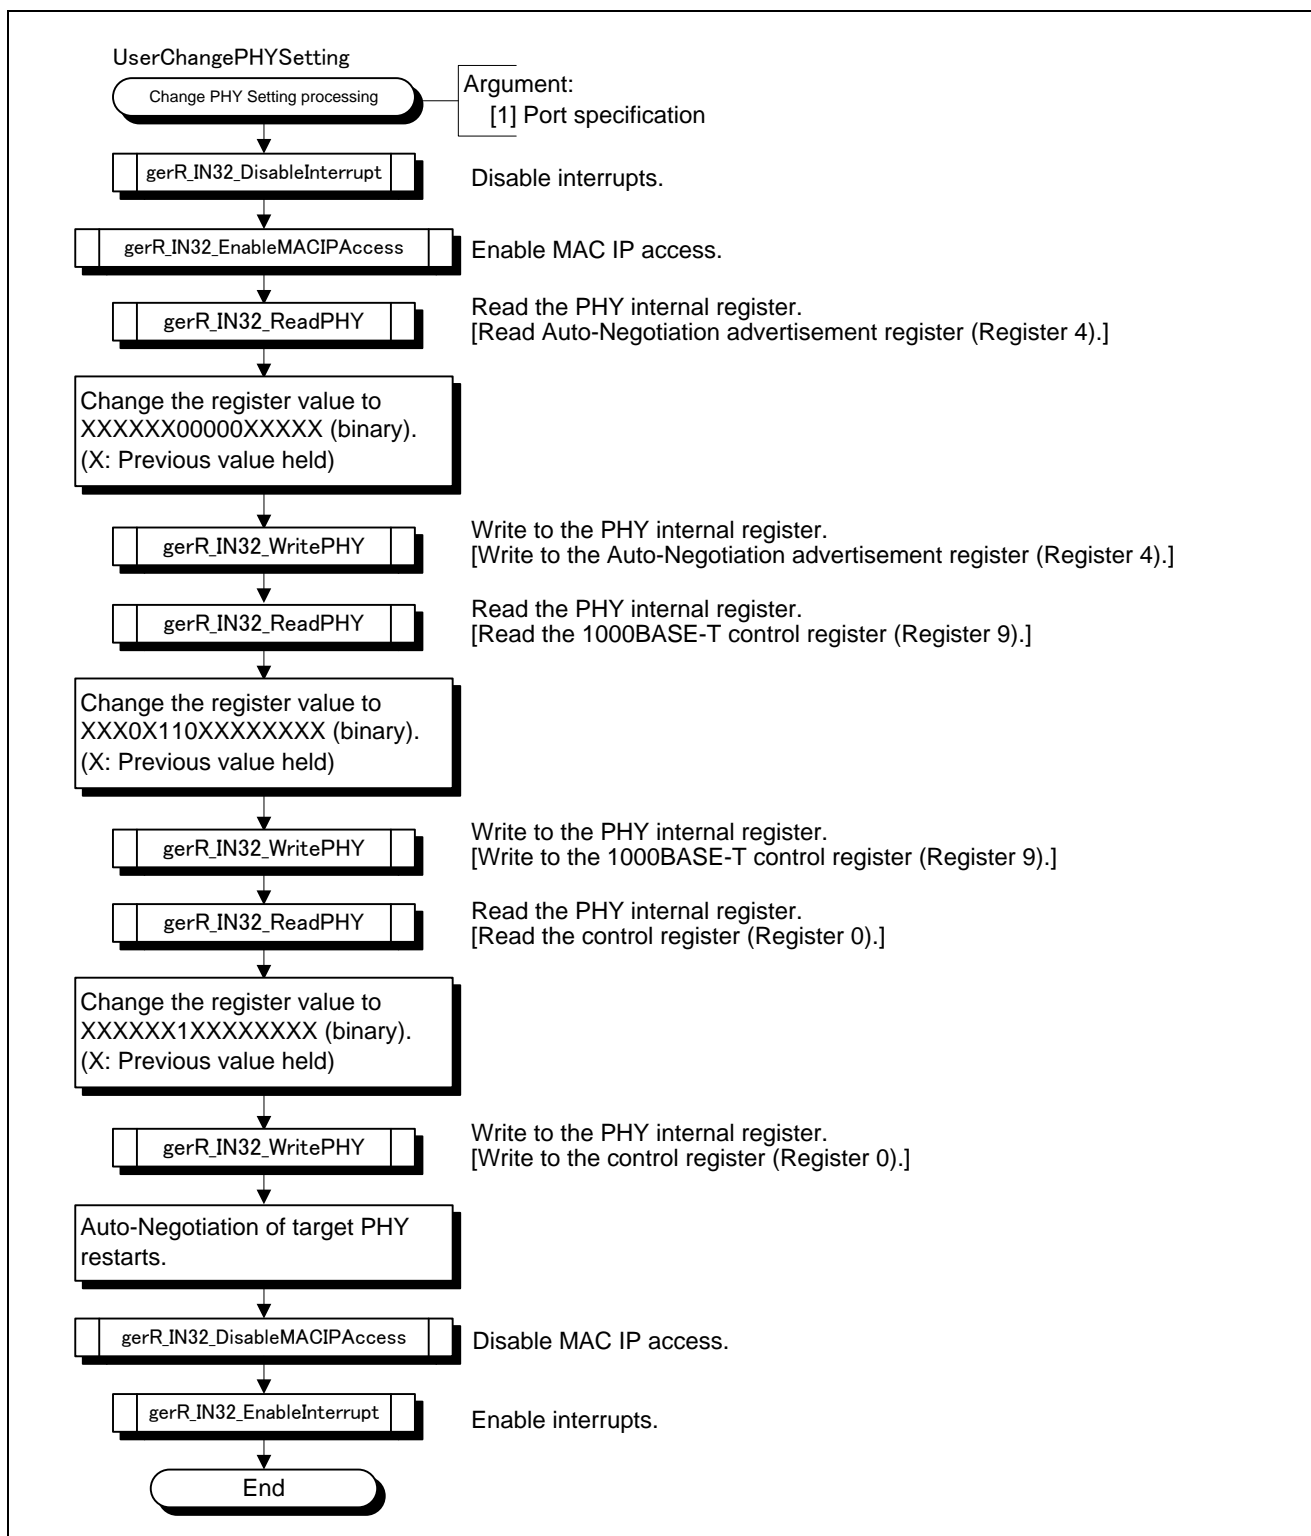 UserChangePHYSetting
Change PHY Setting processing
Argument:
[1] Port specification
gerR_IN32_DisableInterrupt
Disable interrupts.
gerR_IN32_EnableMACIPAccess
Enable MAC IP access.
gerR_IN32_ReadPHY
Read the PHY internal register.
[Read Auto-Negotiation advertisement register (Register 4).]
Change the register value to
XXXXXX00000XXXXX (binary).
(X: Previous value held)
gerR_IN32_WritePHY
Write to the PHY internal register.
[Write to the Auto-Negotiation advertisement register (Register 4).]
gerR_IN32_ReadPHY
Read the PHY internal register.
[Read the 1000BASE-T control register (Register 9).]
Change the register value to
XXX0X110XXXXXXXX (binary).
(X: Previous value held)
gerR_IN32_WritePHY
Write to the PHY internal register.
[Write to the 1000BASE-T control register (Register 9).]
gerR_IN32_ReadPHY
Read the PHY internal register.
[Read the control register (Register 0).]
Change the register value to
XXXXXX1XXXXXXXXX (binary).
(X: Previous value held)
gerR_IN32_WritePHY
Write to the PHY internal register.
[Write to the control register (Register 0).]
Auto-Negotiation of target PHY
restarts.
gerR_IN32_DisableMACIPAccess
Disable MAC IP access.
gerR_IN32_EnableInterrupt
Enable interrupts.
End